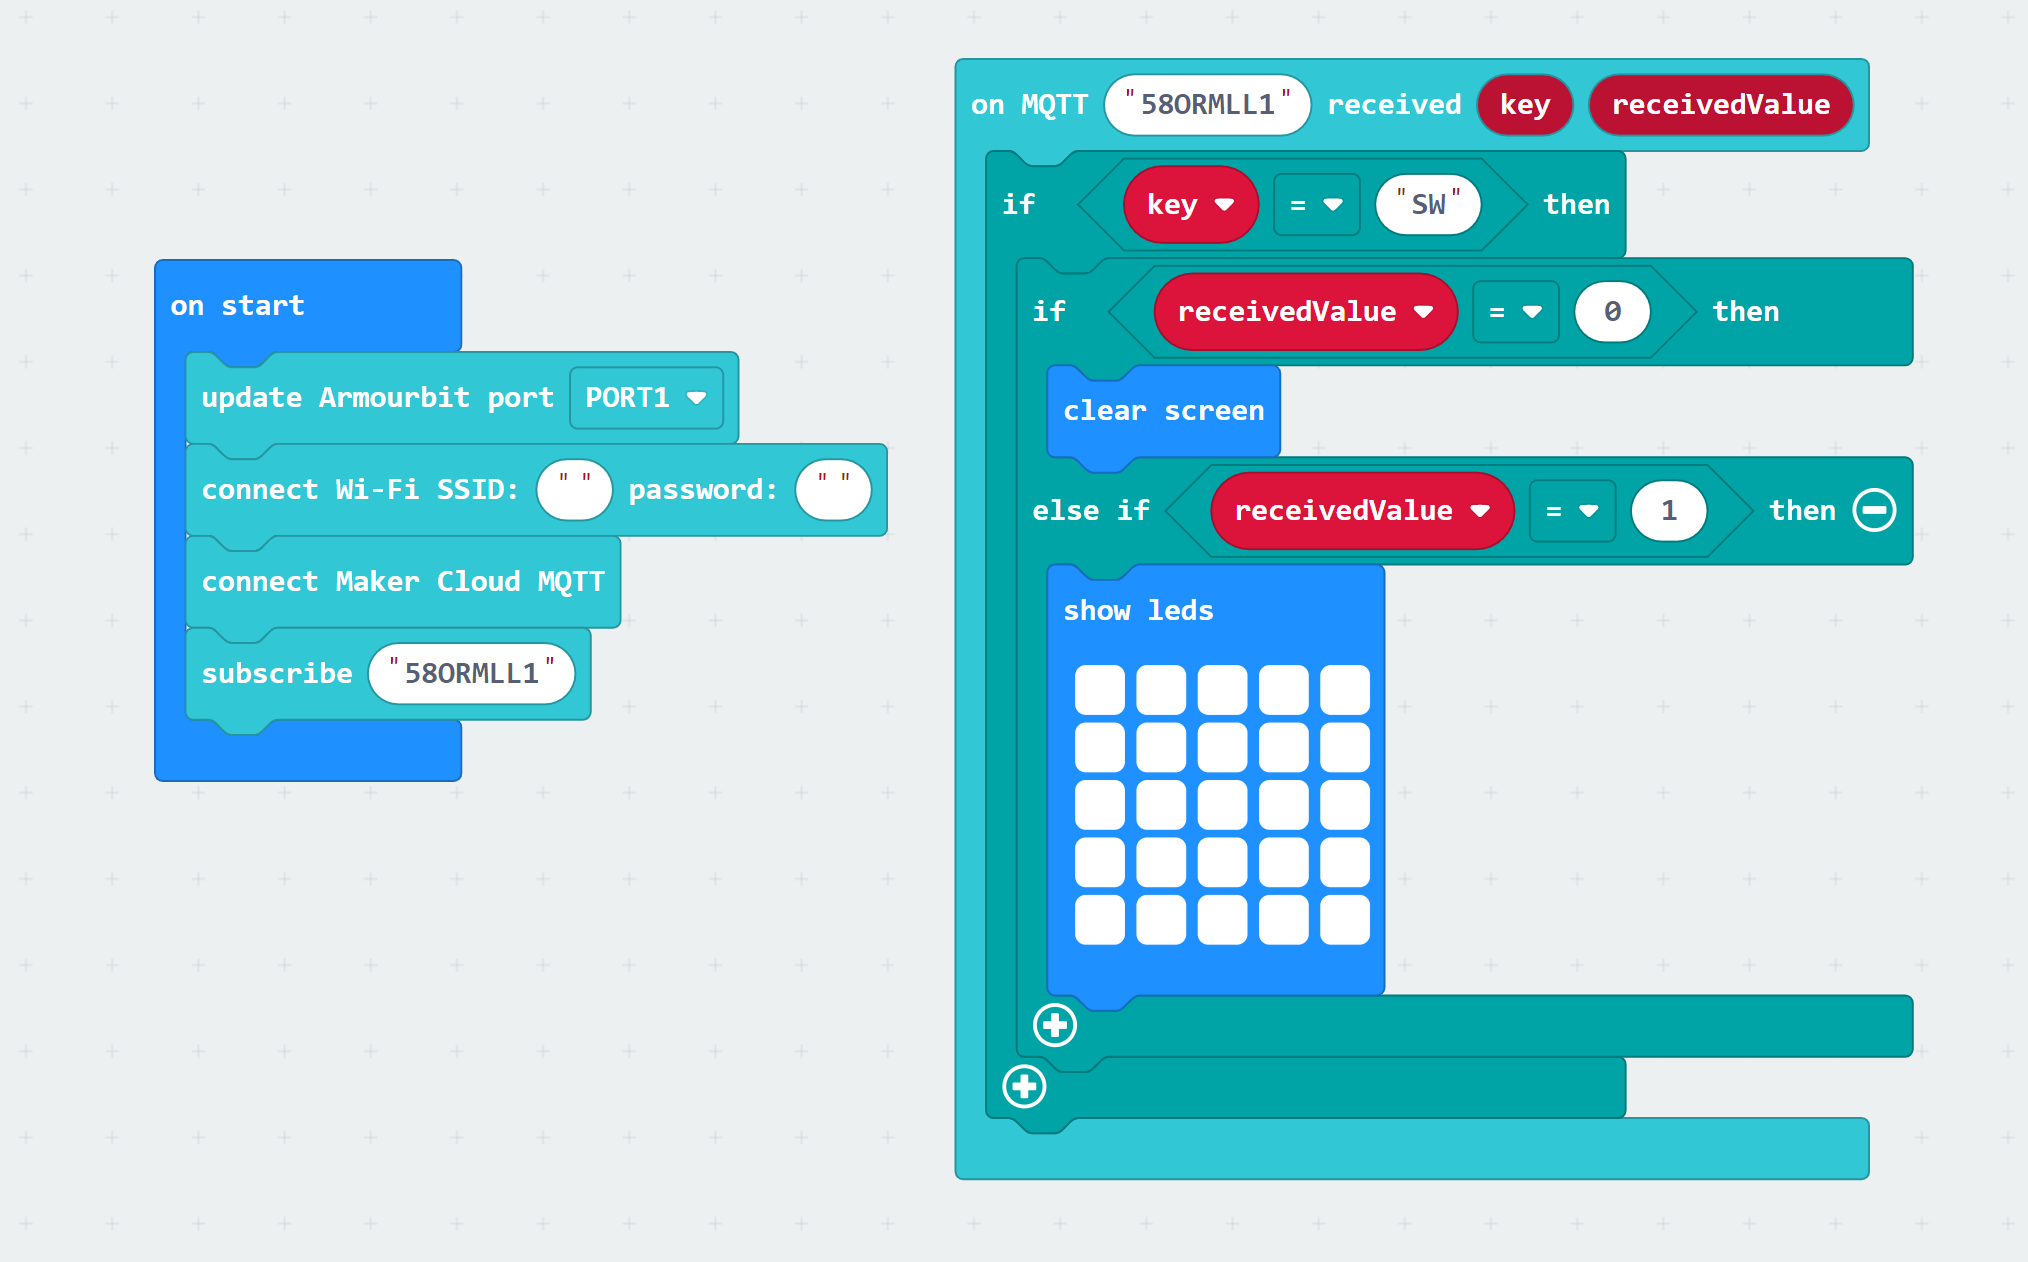 on start
update Armourbit port PORT1
connect Wi-Fi SSID: " " password: " "
connect Maker Cloud MQTT
subscribe "58ORMLL1"
on MQTT "58ORMLL1" received key receivedValue
if key = "SW" then
if receivedValue = 0 then
clear screen
else if receivedValue = 1 then
show leds